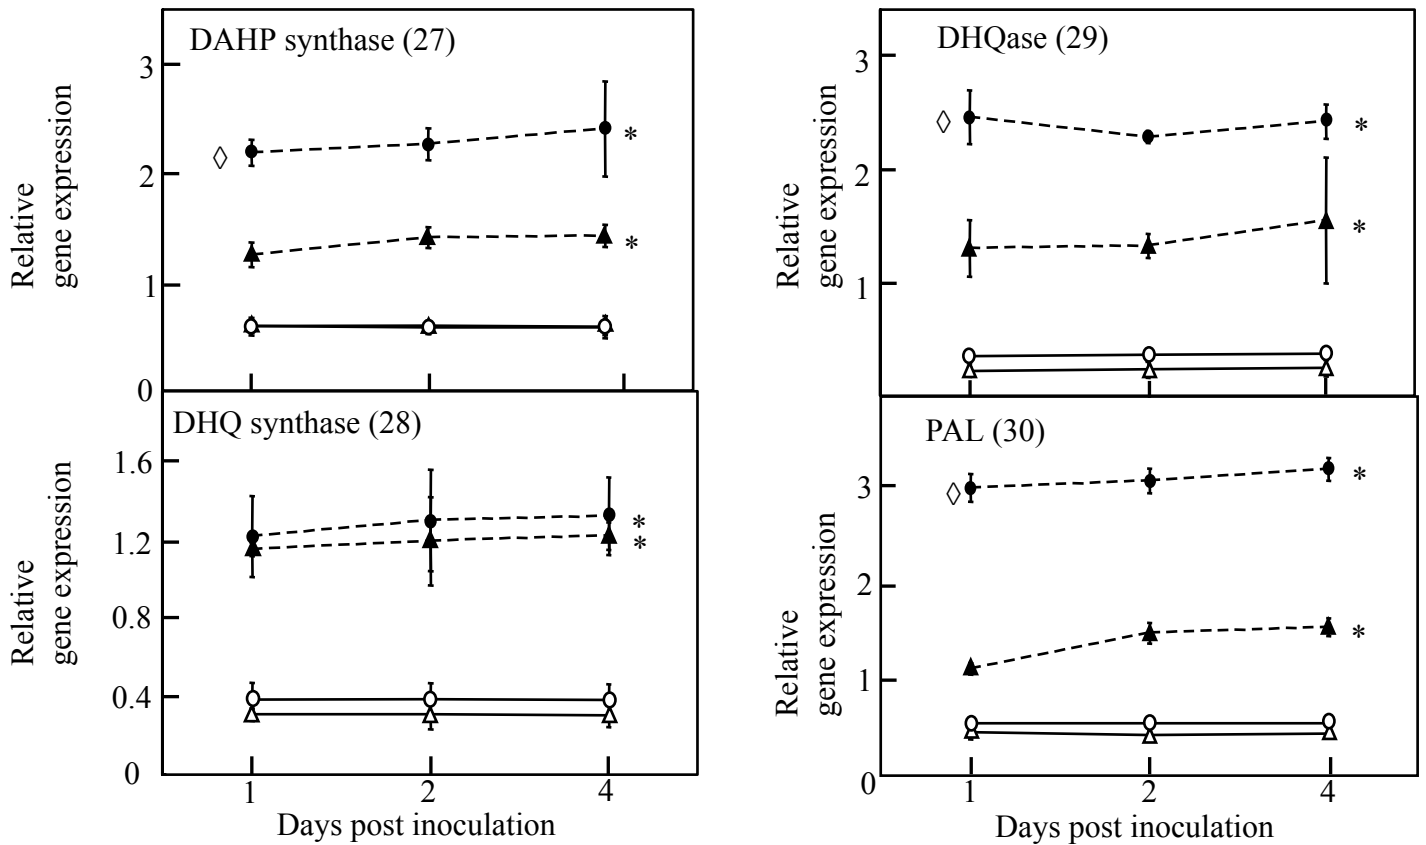 DAHP synthase (27)
3
2
1
0
Relative
gene expression
*
*
DHQ synthase (28)
1.6
1.2
0.8
0.4
0
Relative
gene expression
*
*
1 2 4
Days post inoculation
DHQase (29)
3
2
1
Relative
gene expression
*
*
PAL (30)
3
2
1
0
Relative
gene expression
*
*
1 2 4
Days post inoculation